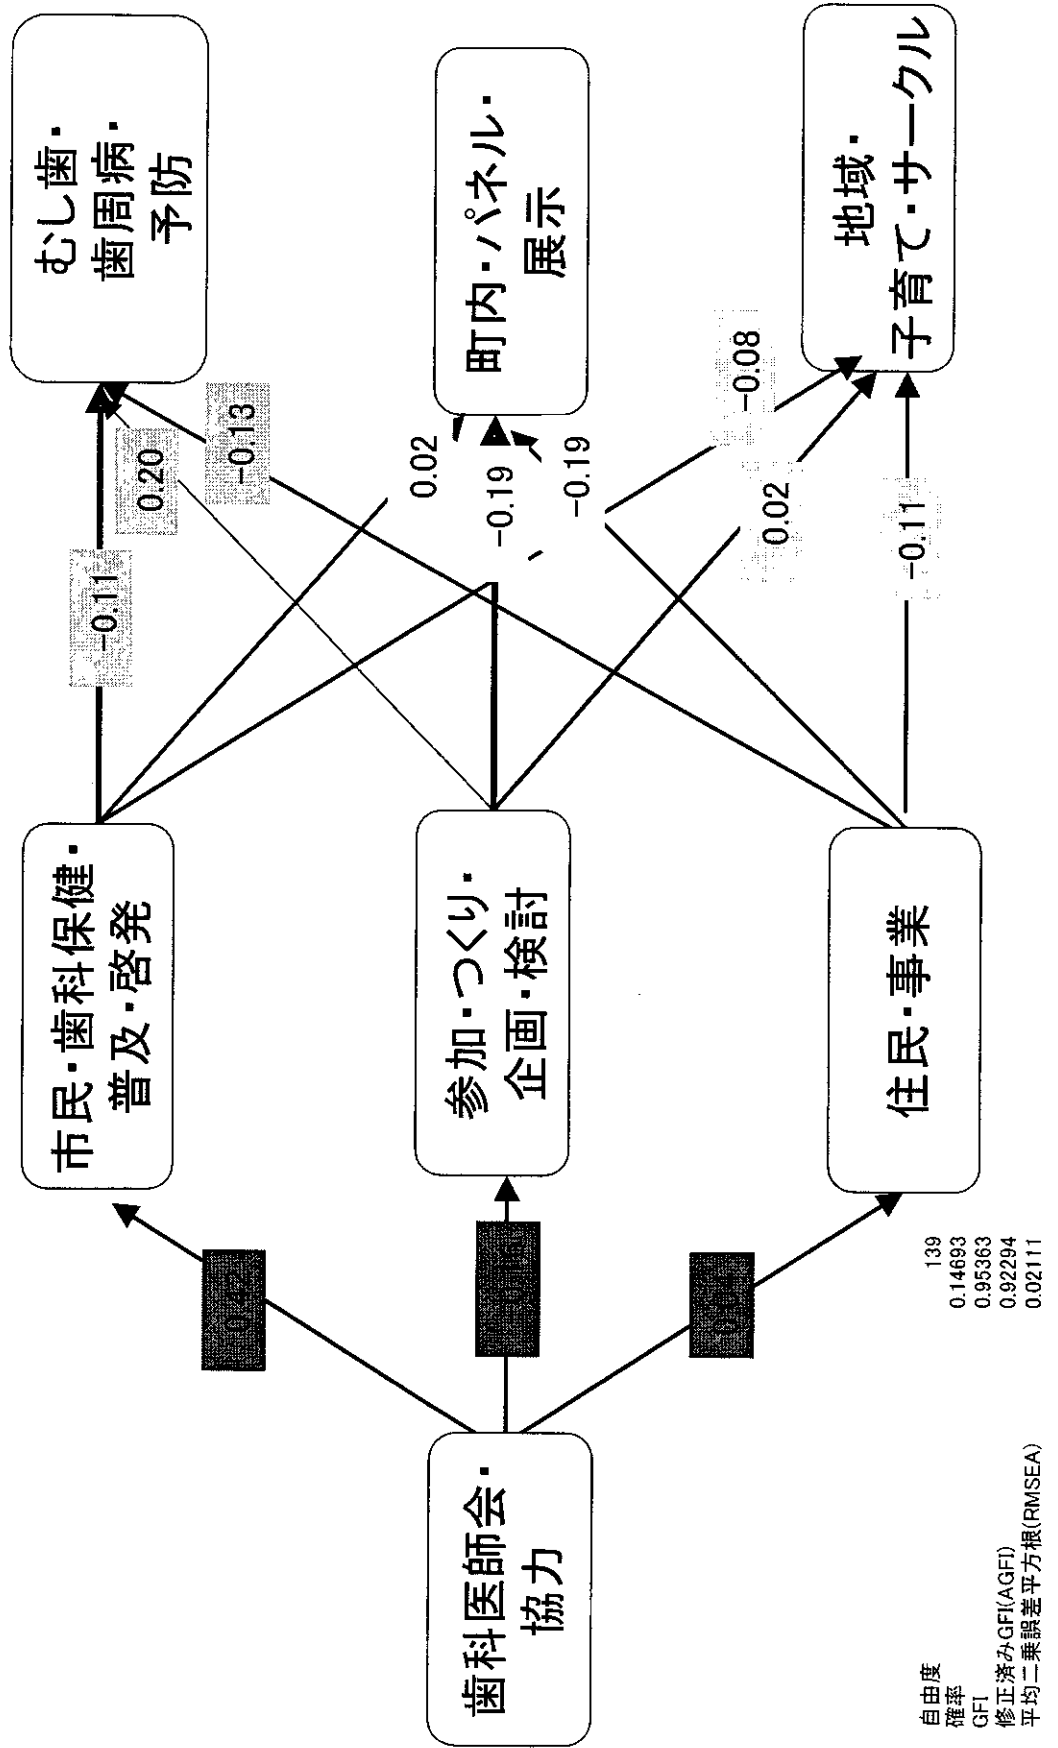 むし歯・
歯周病・
予防
町内・パネル・
展示
地域・
子育て・サークル
-0.11
0.20
-0.13
0.02
-0.19
-0.19
-0.08
0.02
-0.11
市民・歯科保健・
普及・啓発
参加・つくり・
企画・検討
住民・事業
歯科医師会・
協力
自由度 139
確率 0.14693
GFI 0.95363
修正済みGFI(AGFI) 0.92294
平均二乗誤差平方根(RMSEA) 0.02111